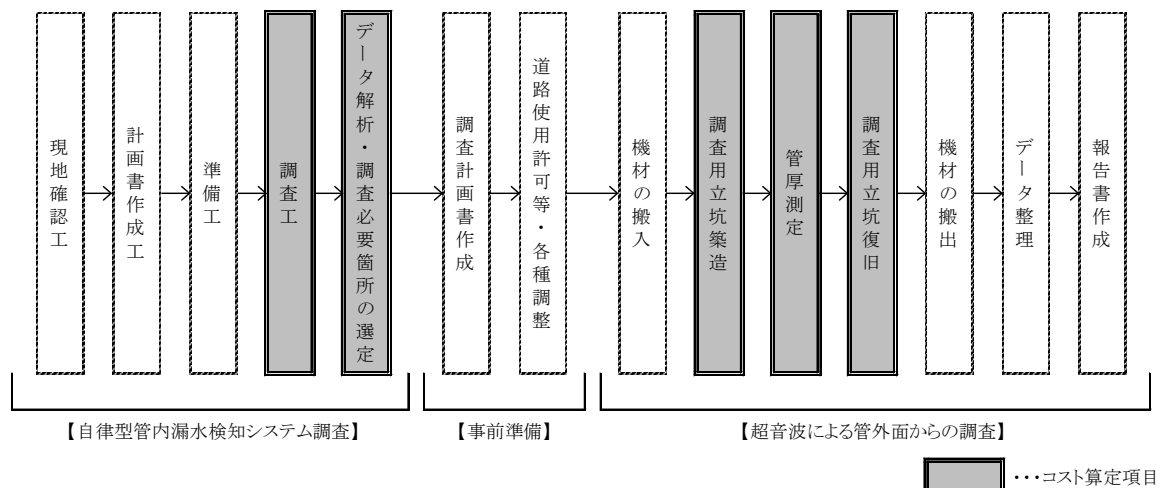 現地確認工
計画書作成工
準備工
調査工
データ解析・調査必要箇所の選定
調査計画書作成
道路使用許可等・各種調整
機材の搬入
調査用立坑築造
管厚測定
調査用立坑復旧
機材の搬出
データ整理
報告書作成
【自律型管内漏水検知システム調査】
【事前準備】
【超音波による管外面からの調査】
・・・コスト算定項目